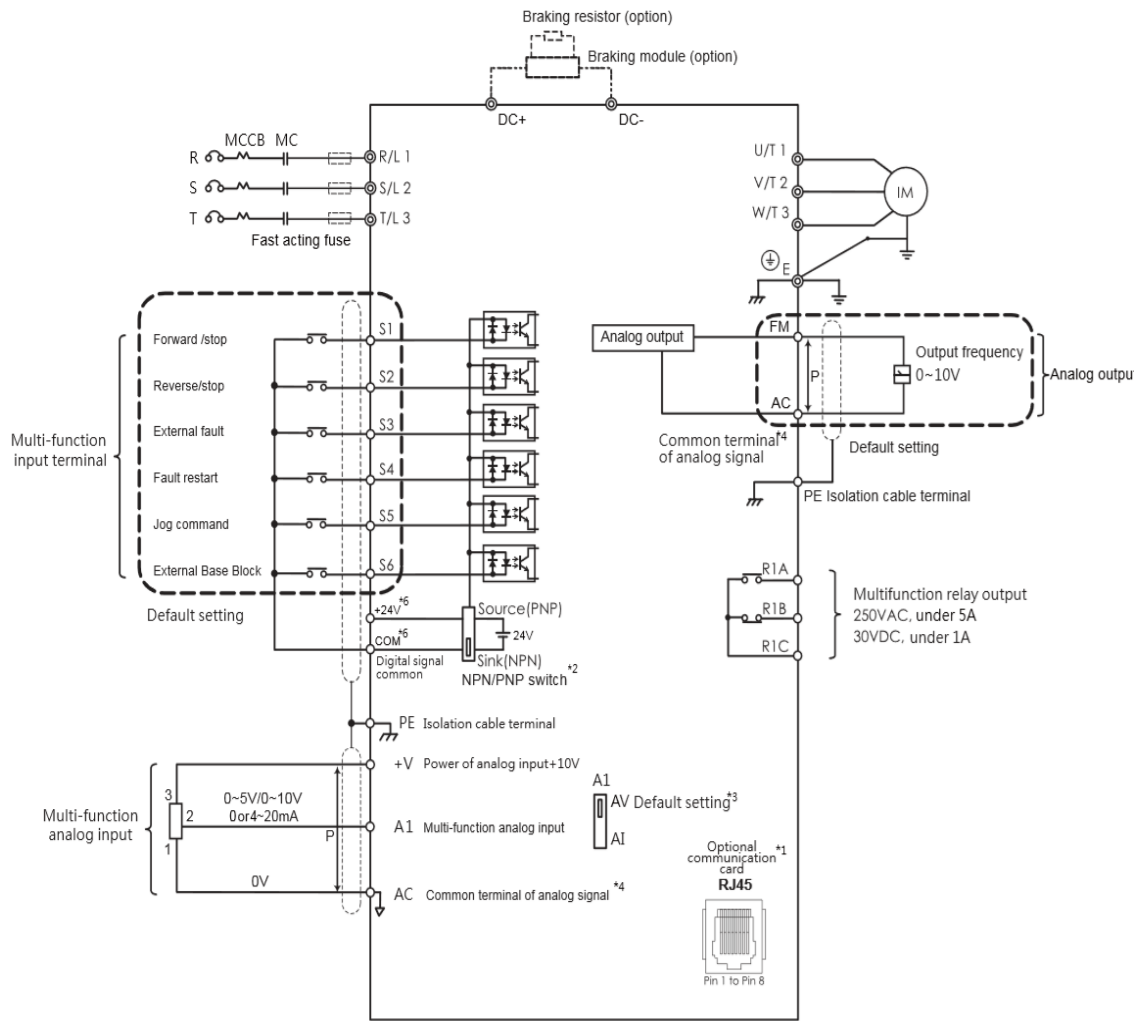 Braking resistor (option)
Braking module (option)
DC+
DC-
MCCB MC
R
R/L 1
S
S/L 2
T
T/L 3
Fast acting fuse
U/T 1
V/T 2
W/T 3
IM
E
Multi-function
input terminal
Forward /stop
S1
Reverse/stop
S2
External fault
S3
Fault restart
S4
Jog command
S5
External Base Block
S6
Default setting
+24V*6
COM*6
Digital signal
common
Source(PNP)
24V
Sink(NPN)
NPN/PNP switch*2
Analog output
FM
P
AC
Output frequency
0~10V
Analog output
Common terminal*4
of analog signal
Default setting
PE Isolation cable terminal
R1A
R1B
R1C
Multifunction relay output
250VAC, under 5A
30VDC, under 1A
PE Isolation cable terminal
Multi-function
analog input
3
2
1
0~5V/0~10V
0or4~20mA
0V
P
+V Power of analog input+10V
A1 Multi-function analog input
AC Common terminal of analog signal *4
A1
AV Default setting*3
AI
Optional
communication*1
card
RJ45
Pin 1 to Pin 8